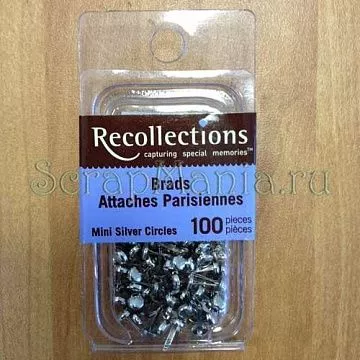 Recollections
capturing special memories™
ScrapMania.ru
Brads
Attaches Parisiennes
Mini Silver Circles 100 pieces
pièces